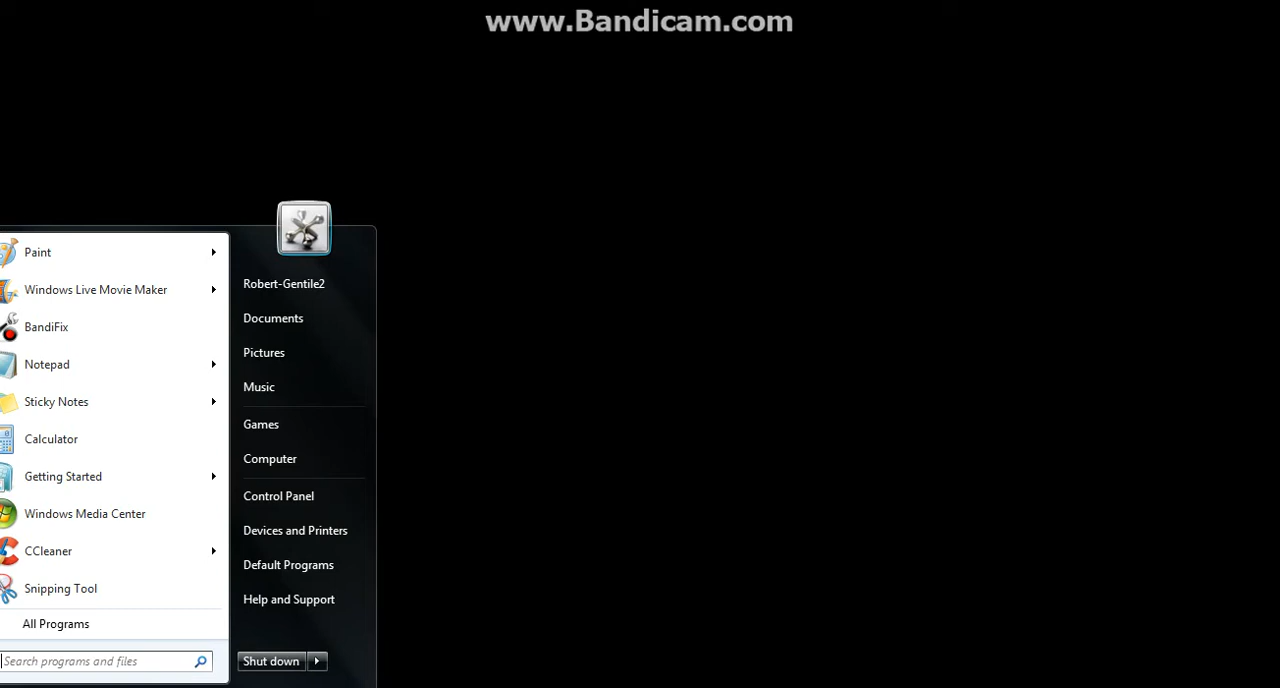 www.Bandicam.com
Paint
Windows Live Movie Maker
BandiFix
Notepad
Sticky Notes
Calculator
Getting Started
Windows Media Center
CCleaner
Snipping Tool
All Programs
Search programs and files
Robert-Gentile2
Documents
Pictures
Music
Games
Computer
Control Panel
Devices and Printers
Default Programs
Help and Support
Shut down